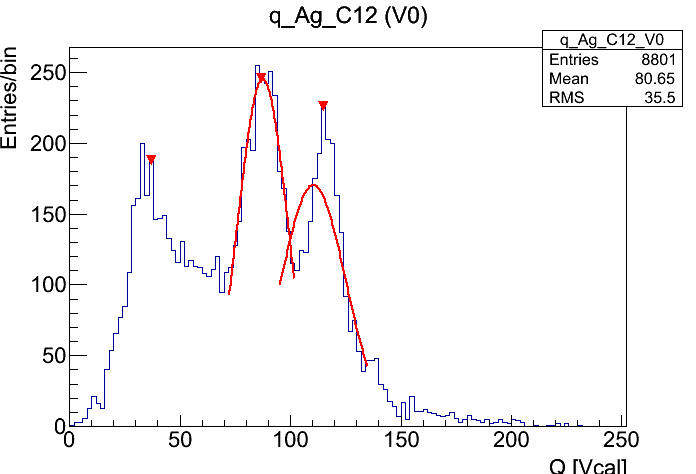 q_Ag_C12 (V0)
q_Ag_C12_V0
Entries 8801
Mean 80.65
RMS 35.5
Entries/bin
250
200
150
100
50
0
0 50 100 150 200 250
Q [Vcal]